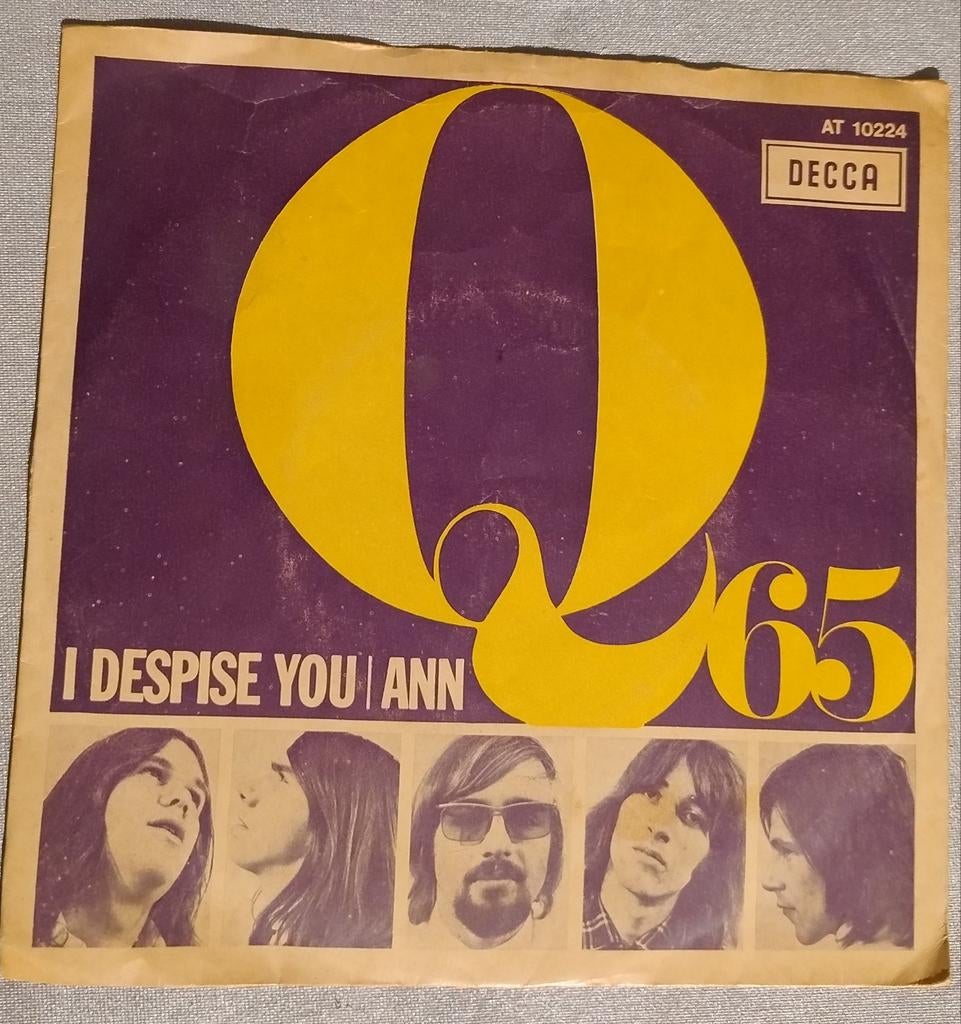 AT 10224
DECCA
Q65
I DESPISE YOU | ANN